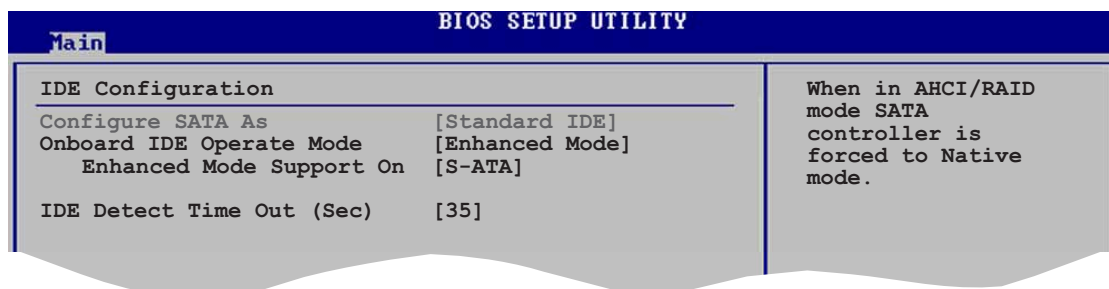 BIOS SETUP UTILITY
Main
IDE Configuration
Configure SATA As [Standard IDE]
Onboard IDE Operate Mode [Enhanced Mode]
Enhanced Mode Support On [S-ATA]
IDE Detect Time Out (Sec) [35]
When in AHCI/RAID
mode SATA
controller is
forced to Native
mode.